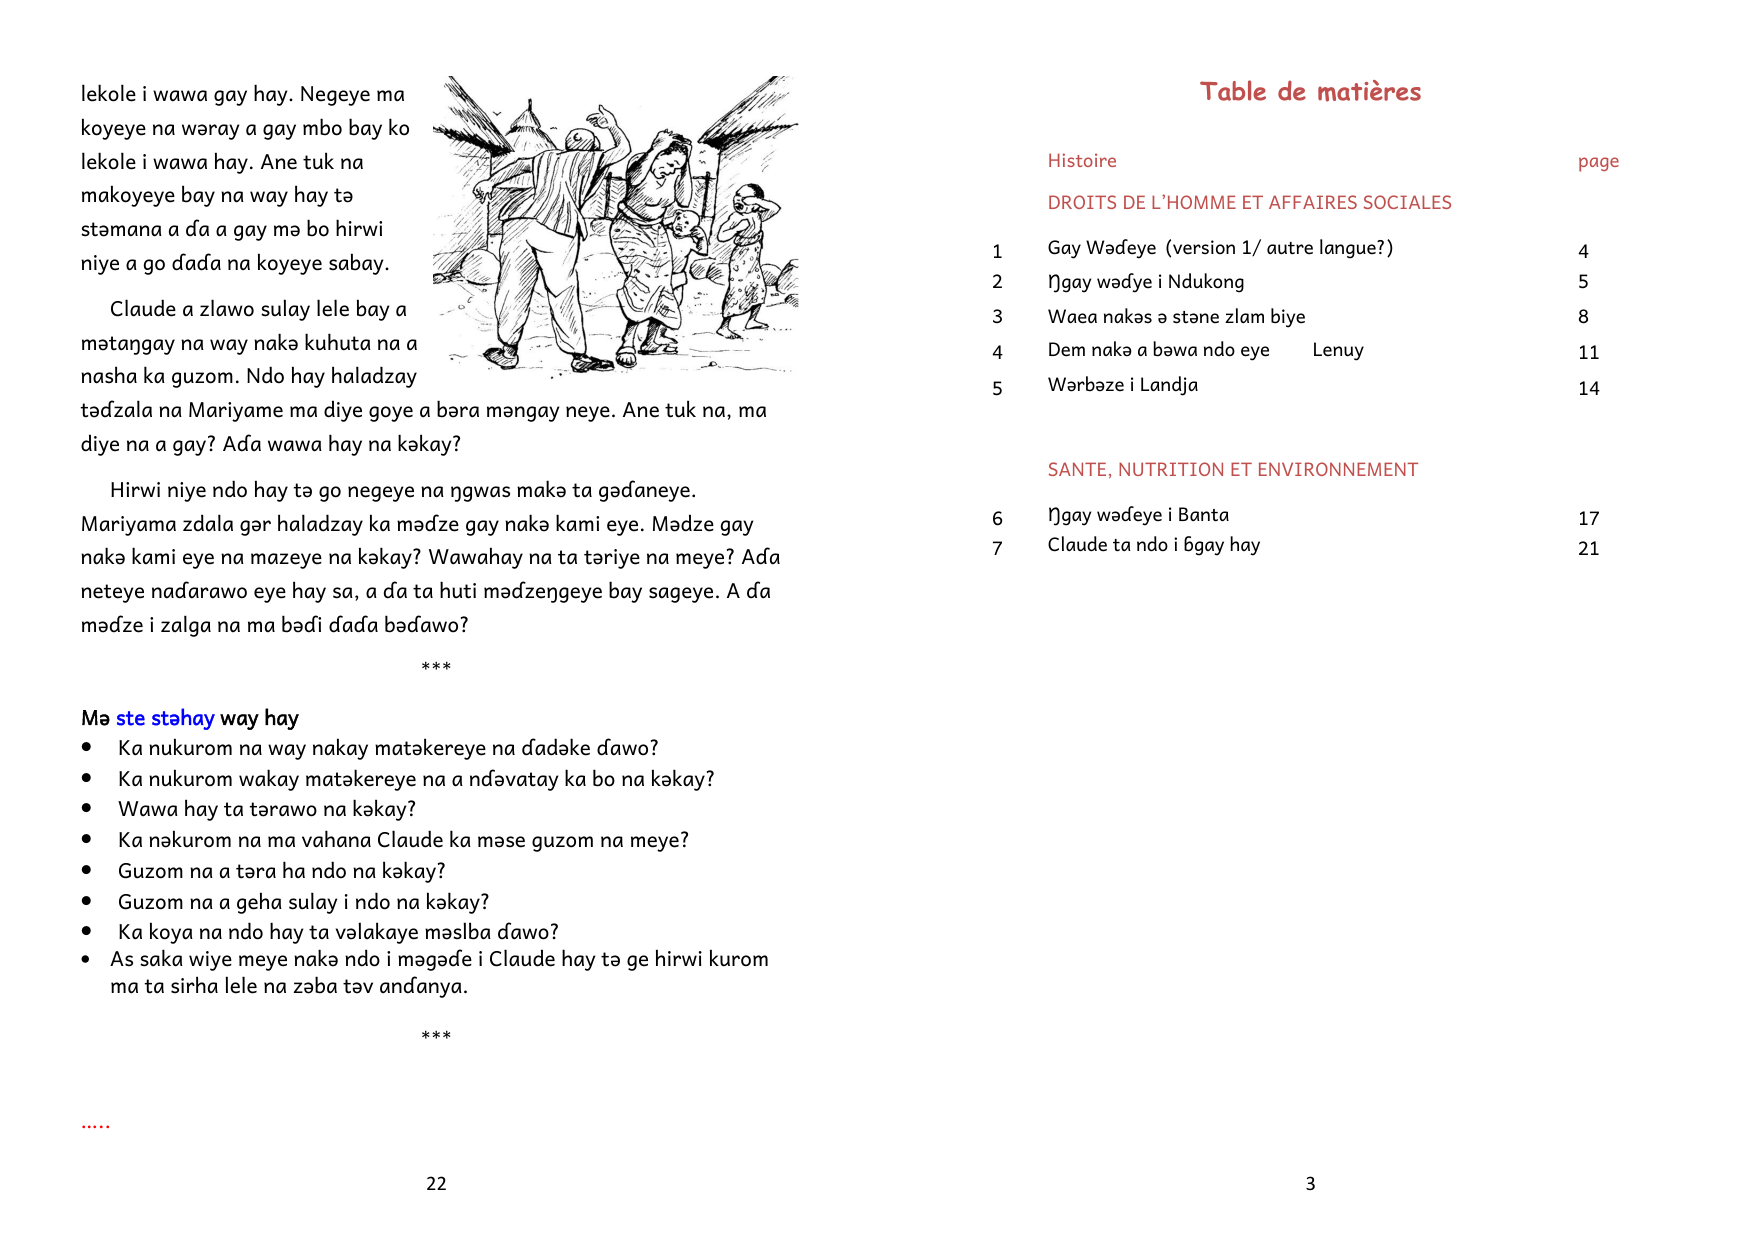 lekole i wawa gay hay. Negeye ma
koyeye na wəray a gay mbo bay ko
lekole i wawa hay. Ane tuk na
makoyeye bay na way hay tə
stəmana a ɗa a gay mə bo hirwi
niye a go ɗaɗa na koyeye sabay.
Claude a zlawo sulay lele bay a
mətaŋgay na way nakə kuhuta na a
nasha ka guzom. Ndo hay haladzay
təɗzala na Mariyame ma diye goye a bəra məngay neye. Ane tuk na, ma
diye na a gay? Aɗa wawa hay na kəkay?
Hirwi niye ndo hay tə go negeye na ŋgwas makə ta gəɗaneye.
Mariyama zdala gər haladzay ka məɗze gay nakə kami eye. Mədze gay
nakə kami eye na mazeye na kəkay? Wawahay na ta təriye na meye? Aɗa
neteye naɗarawo eye hay sa, a ɗa ta huti məɗzeŋgeye bay sageye. A ɗa
məɗze i zalga na ma bəɗi ɗaɗa bəɗawo?
***
Mə ste stəhay way hay
• Ka nukurom na way nakay matəkereye na ɗadəke ɗawo?
• Ka nukurom wakay matəkereye na a nɗəvatay ka bo na kəkay?
• Wawa hay ta tərawo na kəkay?
• Ka nəkurom na ma vahana Claude ka məse guzom na meye?
• Guzom na a təra ha ndo na kəkay?
• Guzom na a geha sulay i ndo na kəkay?
• Ka koya na ndo hay ta vəlakaye məslba ɗawo?
• As saka wiye meye nakə ndo i məgəɗe i Claude hay tə ge hirwi kurom
ma ta sirha lele na zəba təv anɗanya.
***
.....
22
Table de matières
Histoire page
DROITS DE L'HOMME ET AFFAIRES SOCIALES
1 Gay Wəɗeye (version 1/ autre langue?) 4
2 Ŋgay wəɗye i Ndukong 5
3 Waea nakəs ə stəne zlam biye 8
4 Dem nakə a bəwa ndo eye Lenuy 11
5 Wərbəze i Landja 14
SANTE, NUTRITION ET ENVIRONNEMENT
6 Ŋgay wəɗeye i Banta 17
7 Claude ta ndo i ɓgay hay 21
3